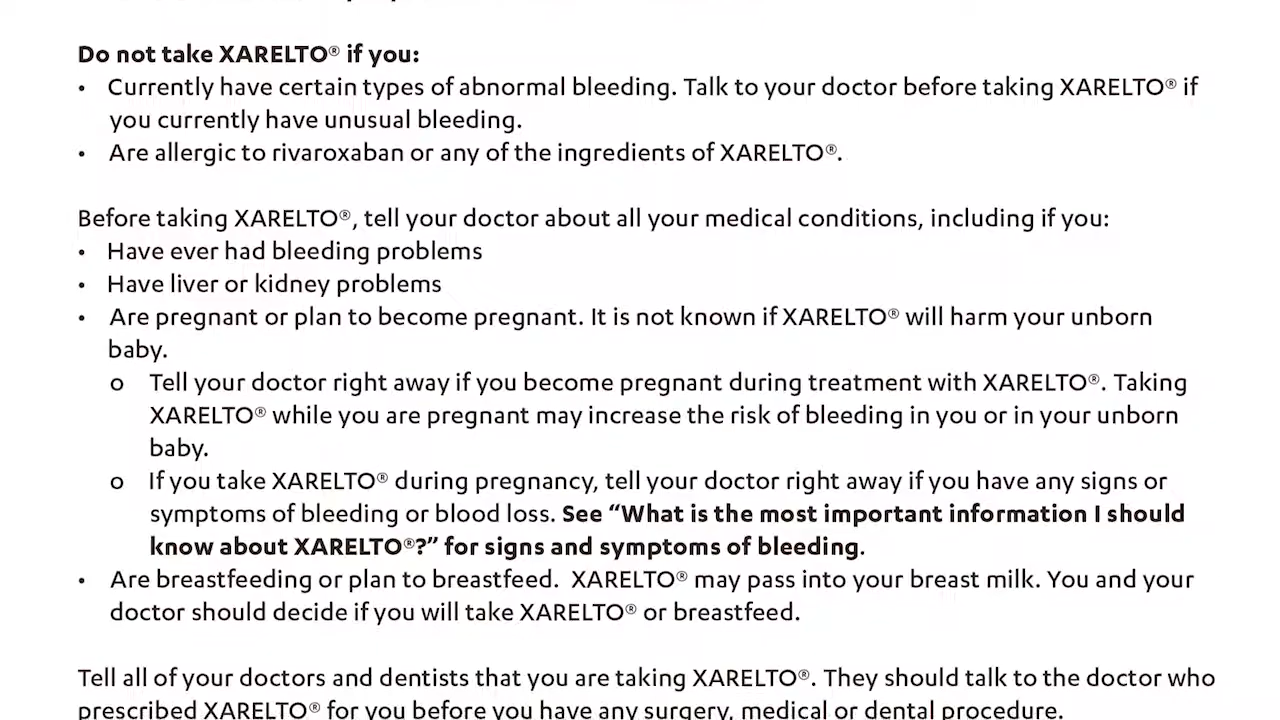 Do not take XARELTO® if you:
• Currently have certain types of abnormal bleeding. Talk to your doctor before taking XARELTO® if
you currently have unusual bleeding.
• Are allergic to rivaroxaban or any of the ingredients of XARELTO®.
Before taking XARELTO®, tell your doctor about all your medical conditions, including if you:
• Have ever had bleeding problems
• Have liver or kidney problems
• Are pregnant or plan to become pregnant. It is not known if XARELTO® will harm your unborn
baby.
o Tell your doctor right away if you become pregnant during treatment with XARELTO®. Taking
XARELTO® while you are pregnant may increase the risk of bleeding in you or in your unborn
baby.
o If you take XARELTO® during pregnancy, tell your doctor right away if you have any signs or
symptoms of bleeding or blood loss. See “What is the most important information I should
know about XARELTO®?” for signs and symptoms of bleeding.
• Are breastfeeding or plan to breastfeed.  XARELTO® may pass into your breast milk. You and your
doctor should decide if you will take XARELTO® or breastfeed.
Tell all of your doctors and dentists that you are taking XARELTO®. They should talk to the doctor who
prescribed XARELTO® for you before you have any surgery, medical or dental procedure.